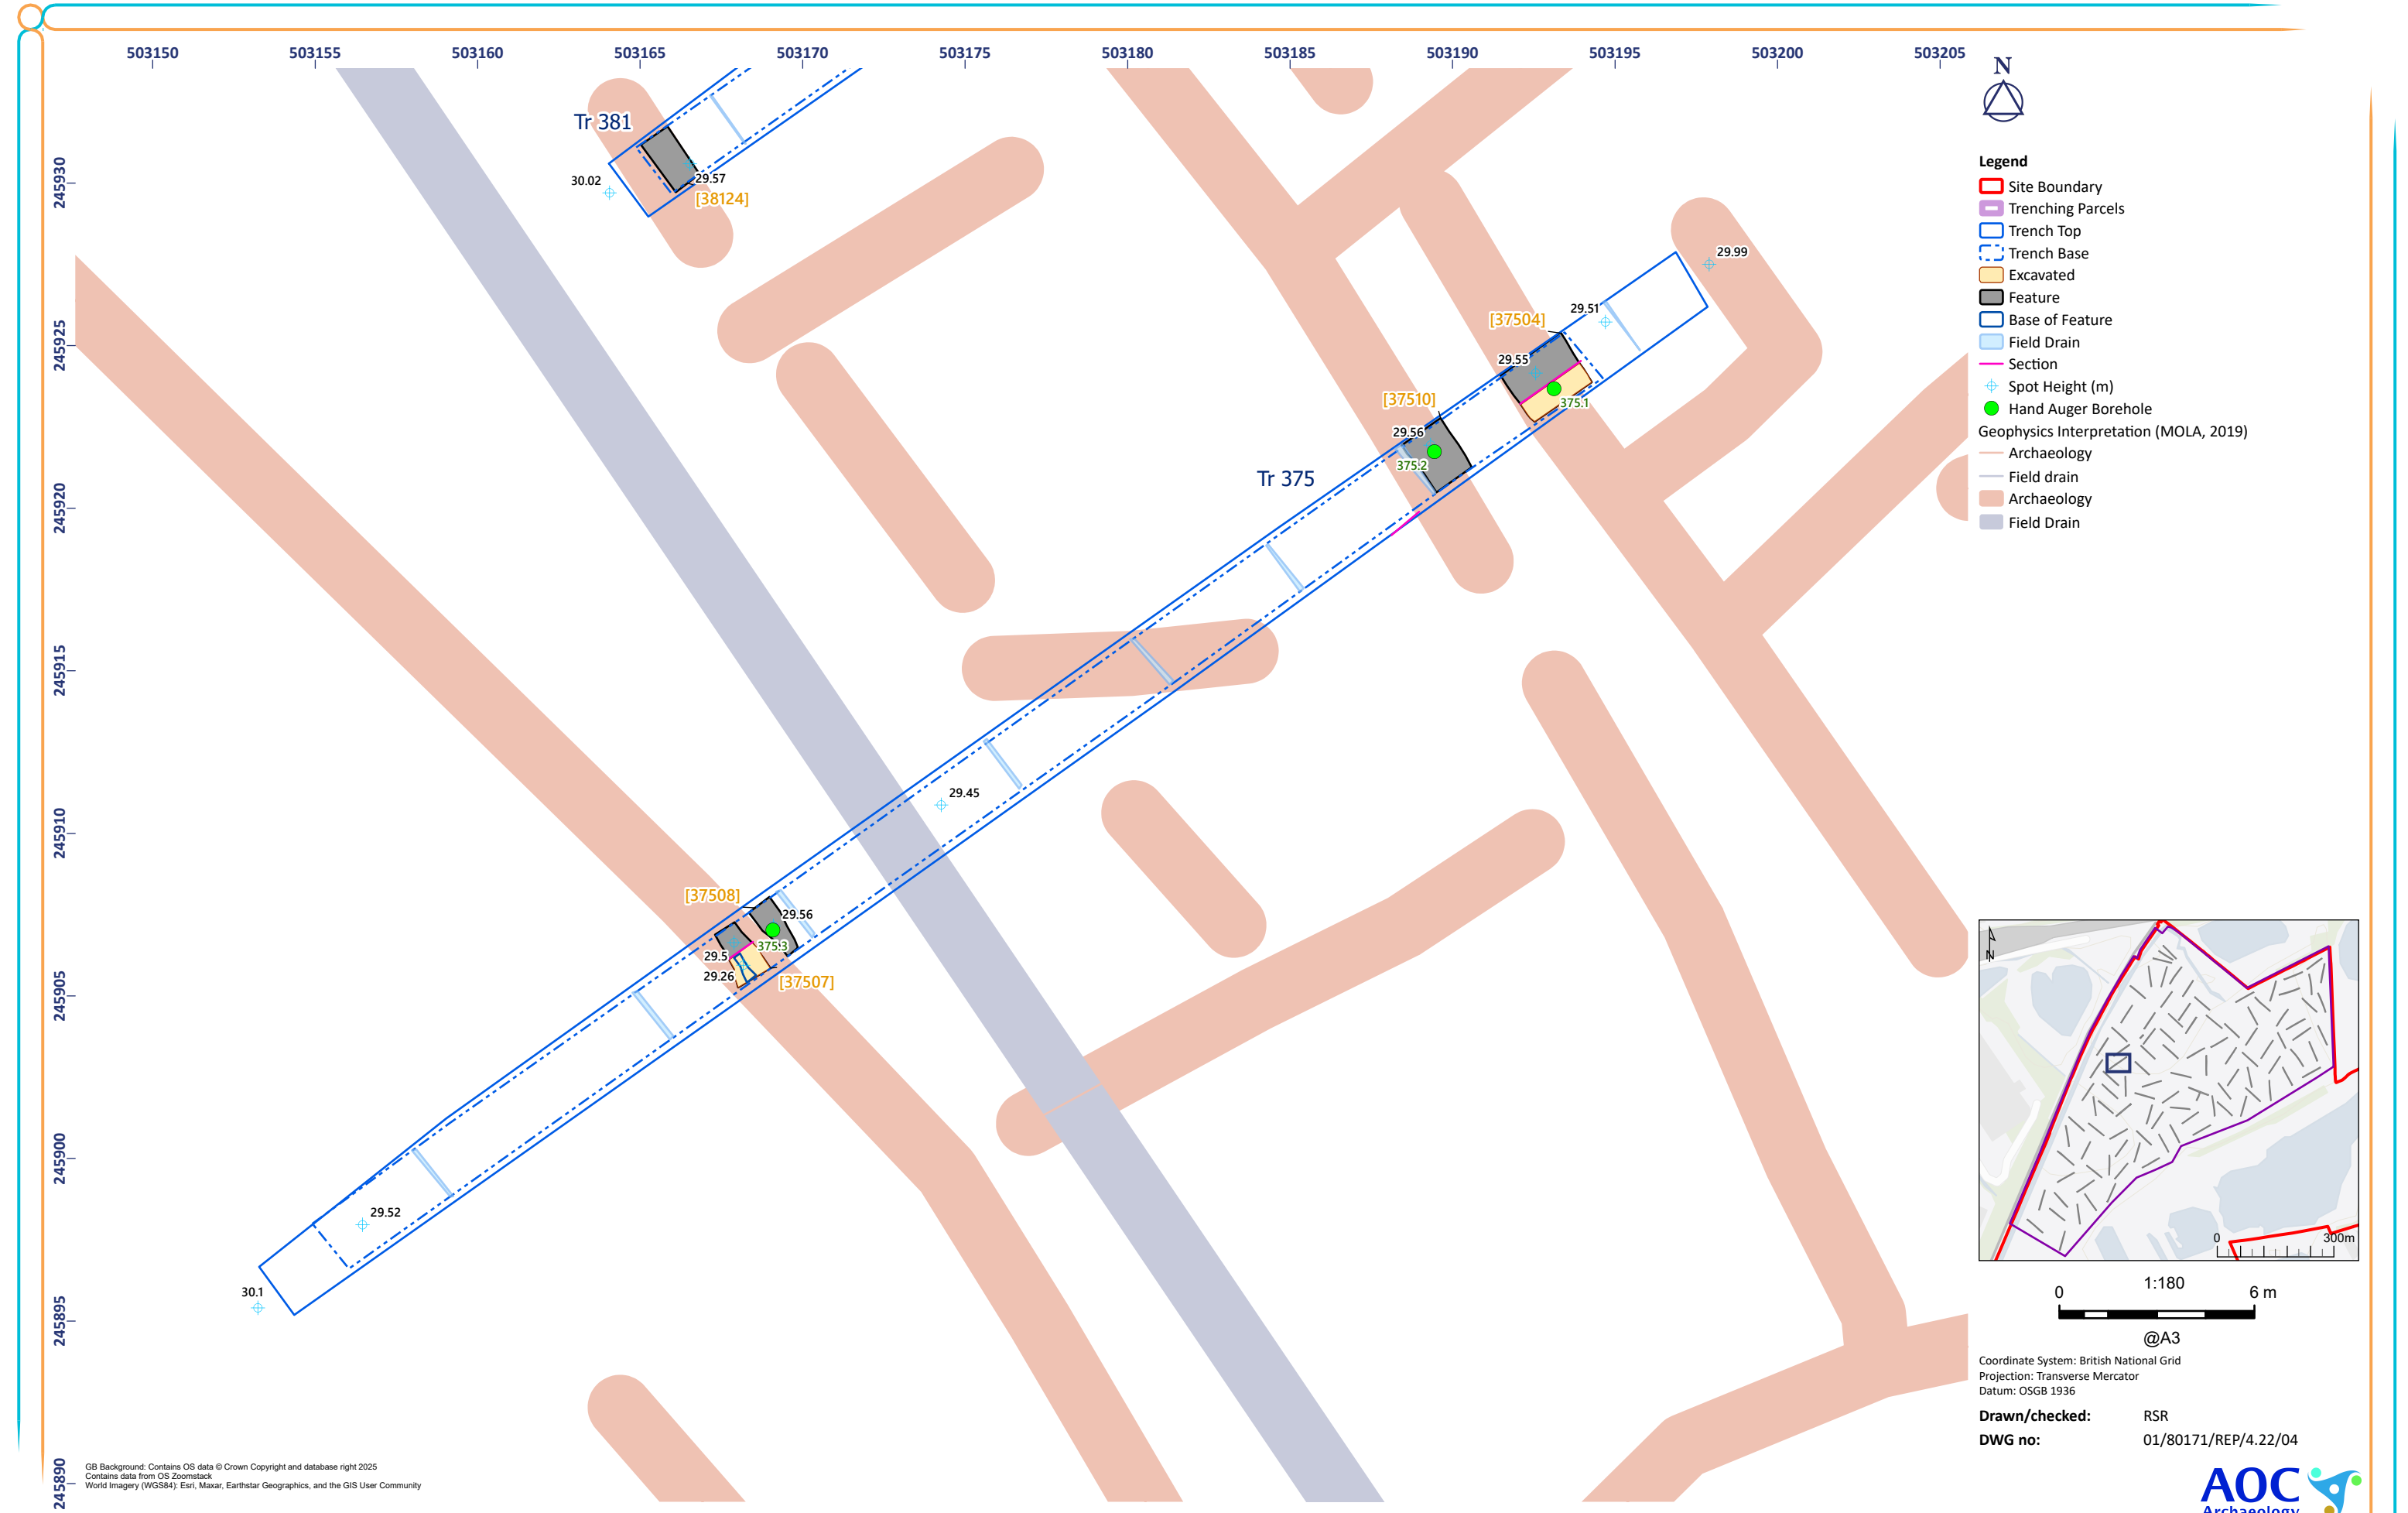 503150 503155 503160 503165 503170 503175 503180 503185 503190 503195 503200 503205
N
Tr 381
30.02
29.57
[38124]
29.99
29.51
[37504]
29.55
375.1
[37510]
29.56
375.2
Tr 375
29.45
[37508]
29.56
375.3
29.5
29.26
[37507]
29.52
30.1
245930
245925
245920
245915
245910
245905
245900
245895
245890
Legend
Site Boundary
Trenching Parcels
Trench Top
Trench Base
Excavated
Feature
Base of Feature
Field Drain
Section
Spot Height (m)
Hand Auger Borehole
Geophysics Interpretation (MOLA, 2019)
Archaeology
Field drain
Archaeology
Field Drain
N
0 300m
1:180
0 6 m
@A3
Coordinate System: British National Grid
Projection: Transverse Mercator
Datum: OSGB 1936
Drawn/checked: RSR
DWG no: 01/80171/REP/4.22/04
GB Background: Contains OS data © Crown Copyright and database right 2025
Contains data from OS Zoomstack
World Imagery (WGS84): Esri, Maxar, Earthstar Geographics, and the GIS User Community
AOC
Archaeology